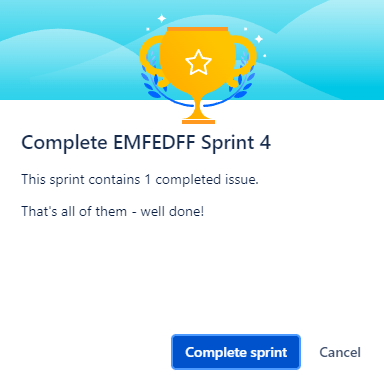 Complete EMFEDFF Sprint 4
This sprint contains 1 completed issue.
That's all of them - well done!
Complete sprint
Cancel